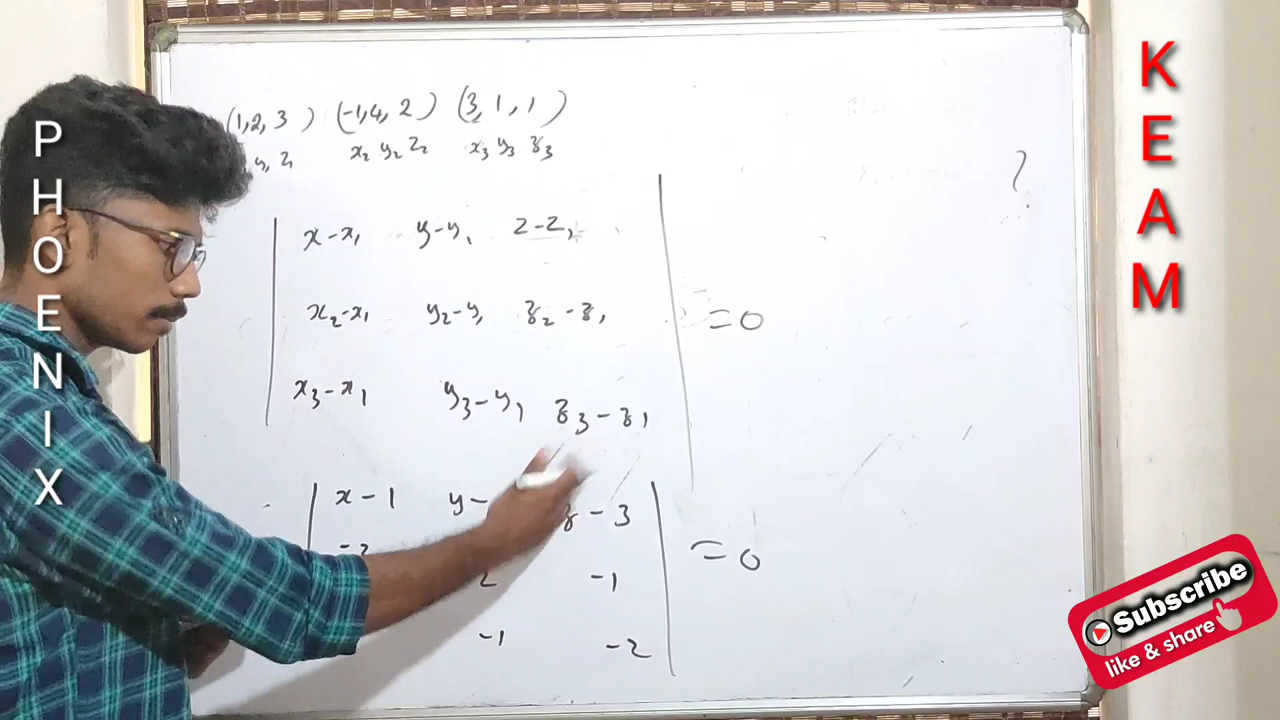 (1,2,3) (-1,4,2) (3,1,1)
y₁ z₁ x₂ y₂ z₂ x₃ y₃ z₃
x-x₁ y-y₁ z-z₁
x₂-x₁ y₂-y₁ z₂-z₁ =0
x₃-x₁ y₃-y₁ z₃-z₁
x-1 y- z-3
-2 2 -1 =0
-1 -2
?
PHOENIX
KEAM
Subscribe
like & share